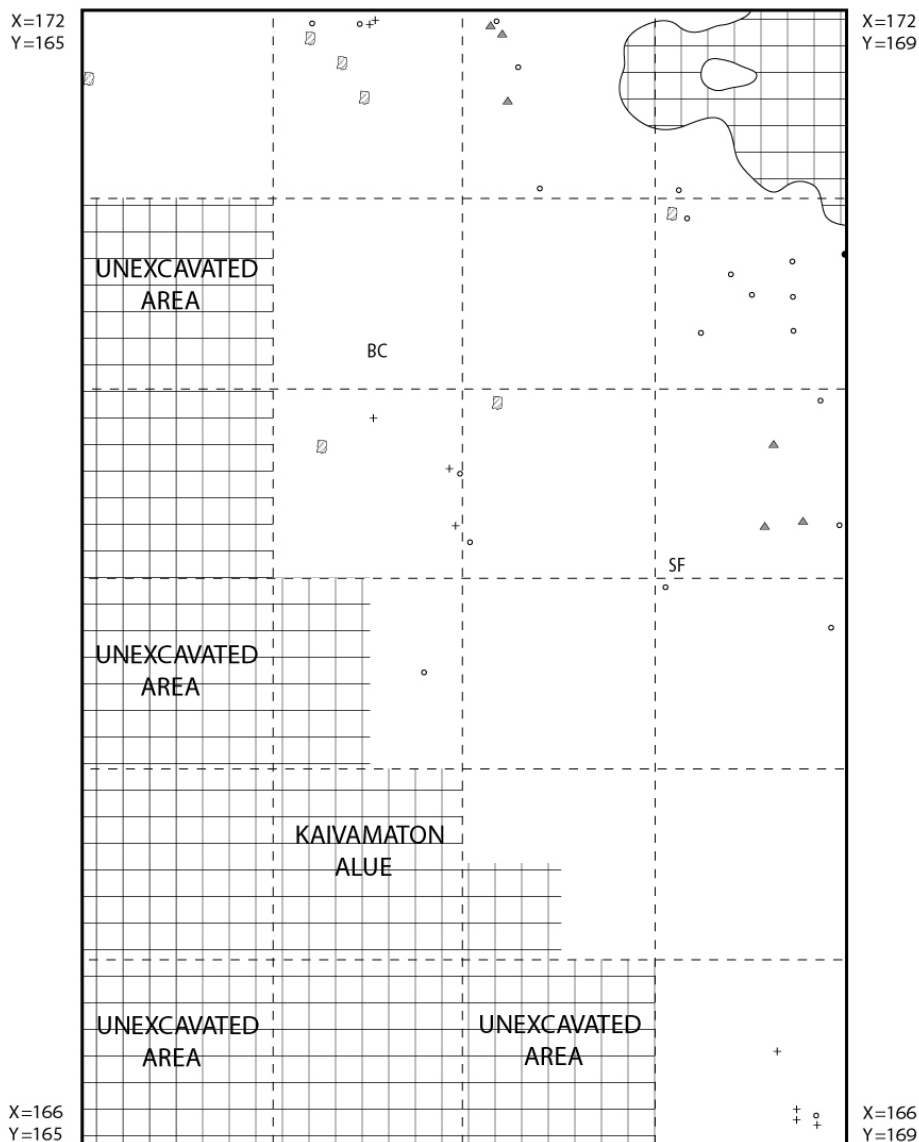 X=172
Y=165
X=172
Y=169
UNEXCAVATED
AREA
BC
SF
UNEXCAVATED
AREA
KAIVAMATON
ALUE
UNEXCAVATED
AREA
UNEXCAVATED
AREA
X=166
Y=165
X=166
Y=169